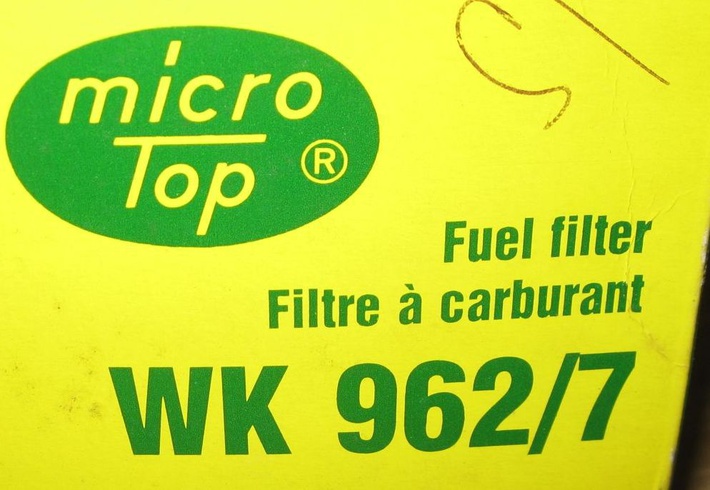 micro
Top ®
Fuel filter
Filtre à carburant
WK 962/7